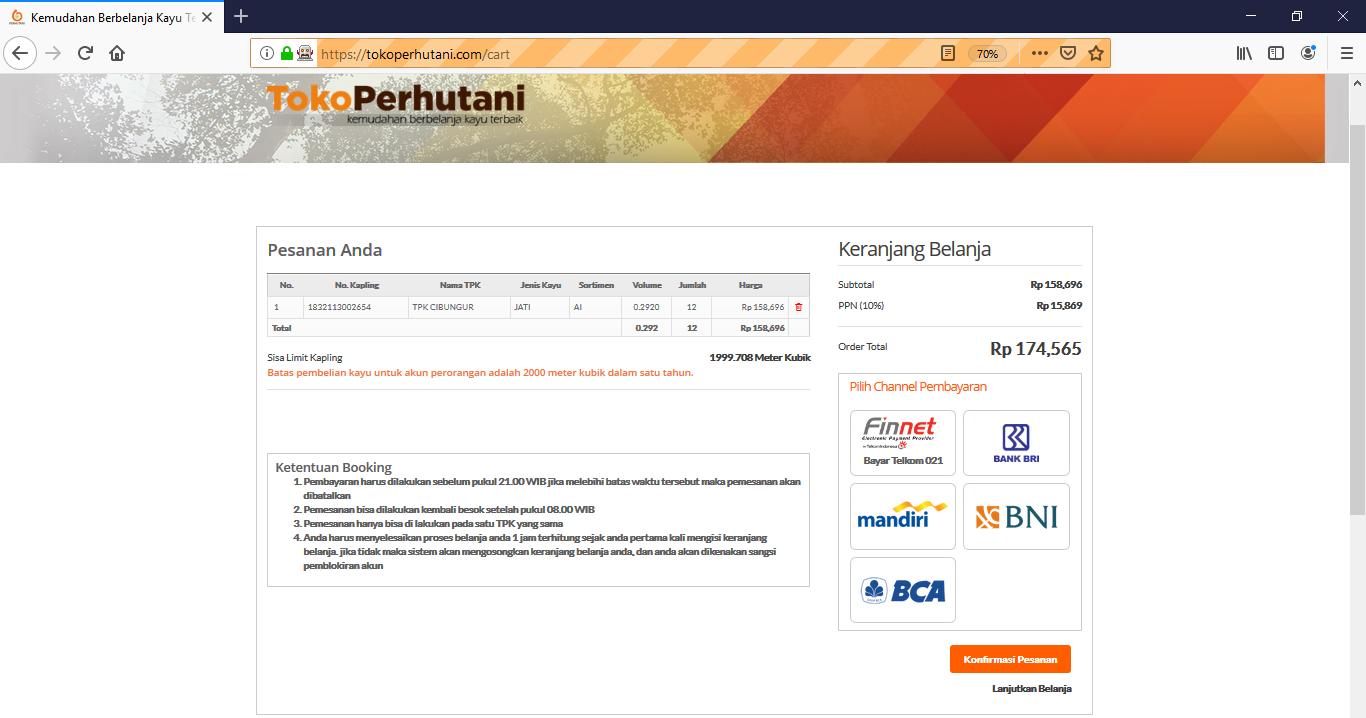 Kemudahan Berbelanja Kayu Te
https://tokoperhutani.com/cart
70%
TokoPerhutani
kemudahan berbelanja kayu terbaik
Pesanan Anda
No. No. Kapling Nama TPK Jenis Kayu Sortimen Volume Jumlah Harga
1 1832113002654 TPK CIBUNGUR JATI AI 0.2920 12 Rp 158,696
Total 0.292 12 Rp 158,696
Sisa Limit Kapling 1999.708 Meter Kubik
Batas pembelian kayu untuk akun perorangan adalah 2000 meter kubik dalam satu tahun.
Ketentuan Booking
1. Pembayaran harus dilakukan sebelum pukul 21.00 WIB jika melebihi batas waktu tersebut maka pemesanan akan
dibatalkan
2. Pemesanan bisa dilakukan kembali besok setelah pukul 08.00 WIB
3. Pemesanan hanya bisa di lakukan pada satu TPK yang sama
4. Anda harus menyelesaikan proses belanja anda 1 jam terhitung sejak anda pertama kali mengisi keranjang
belanja. jika tidak maka sistem akan mengosongkan keranjang belanja anda, dan anda akan dikenakan sangsi
pemblokiran akun
Keranjang Belanja
Subtotal Rp 158,696
PPN (10%) Rp 15,869
Order Total Rp 174,565
Pilih Channel Pembayaran
Finnet
Electronic Payment Provider
Bayar Telkom 021
BANK BRI
mandiri
BNI
BCA
Konfirmasi Pesanan
Lanjutkan Belanja